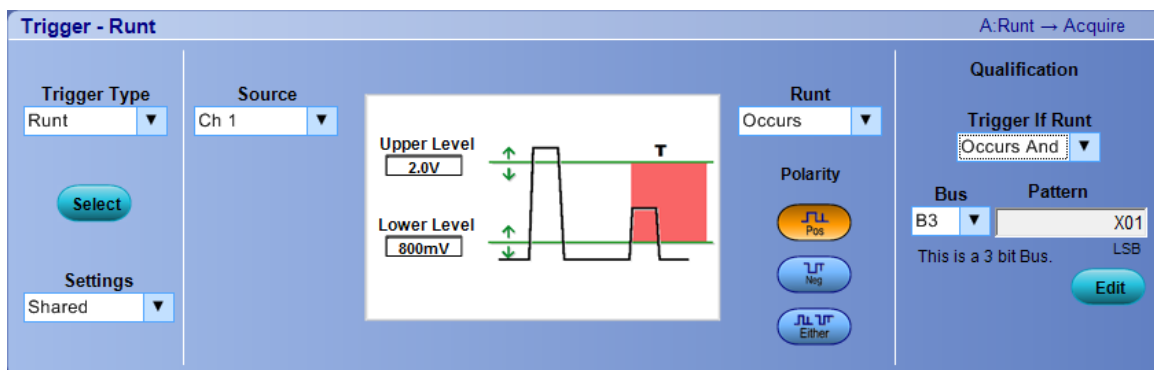 Trigger - Runt
A:Runt → Acquire
Trigger Type
Runt
Select
Settings
Shared
Source
Ch 1
Upper Level
2.0V
Lower Level
800mV
T
Runt
Occurs
Polarity
Pos
Neg
Either
Qualification
Trigger If Runt
Occurs And
Bus
Pattern
B3
X01
This is a 3 bit Bus.
LSB
Edit